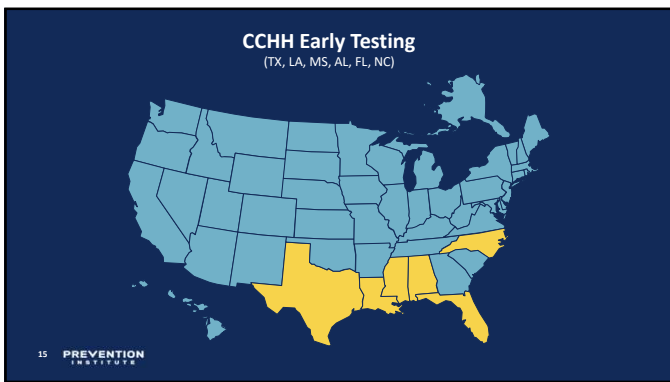 CCHH Early Testing
(TX, LA, MS, AL, FL, NC)
15 PREVENTION
INSTITUTE